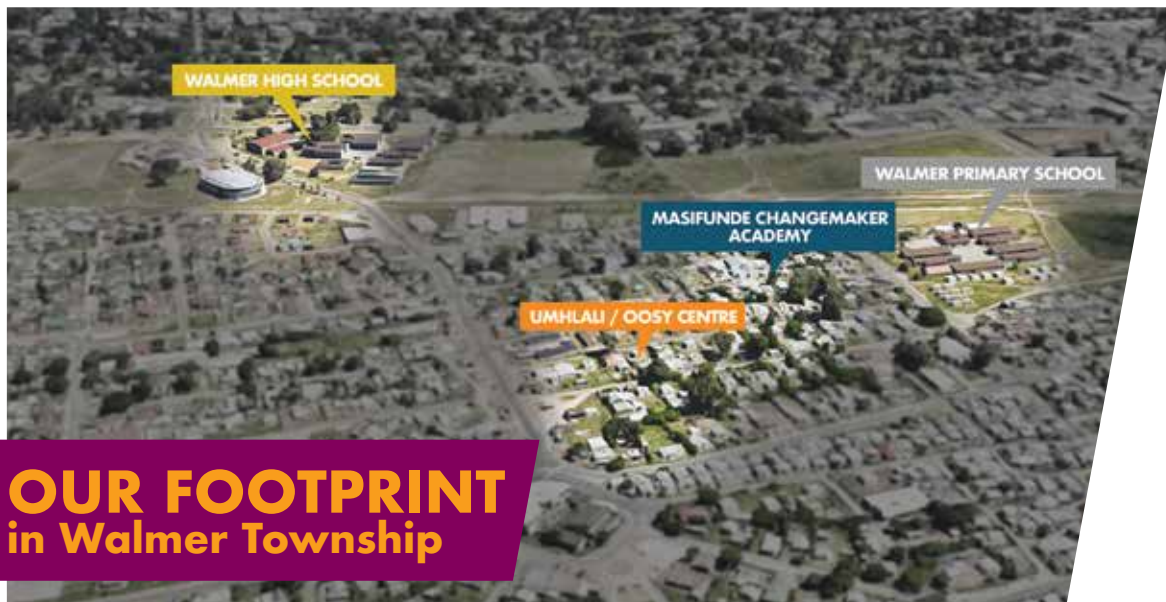 WALMER HIGH SCHOOL
WALMER PRIMARY SCHOOL
MASIFUNDE CHANGEMAKER
ACADEMY
UMHLALI / OOSY CENTRE
OUR FOOTPRINT
in Walmer Township